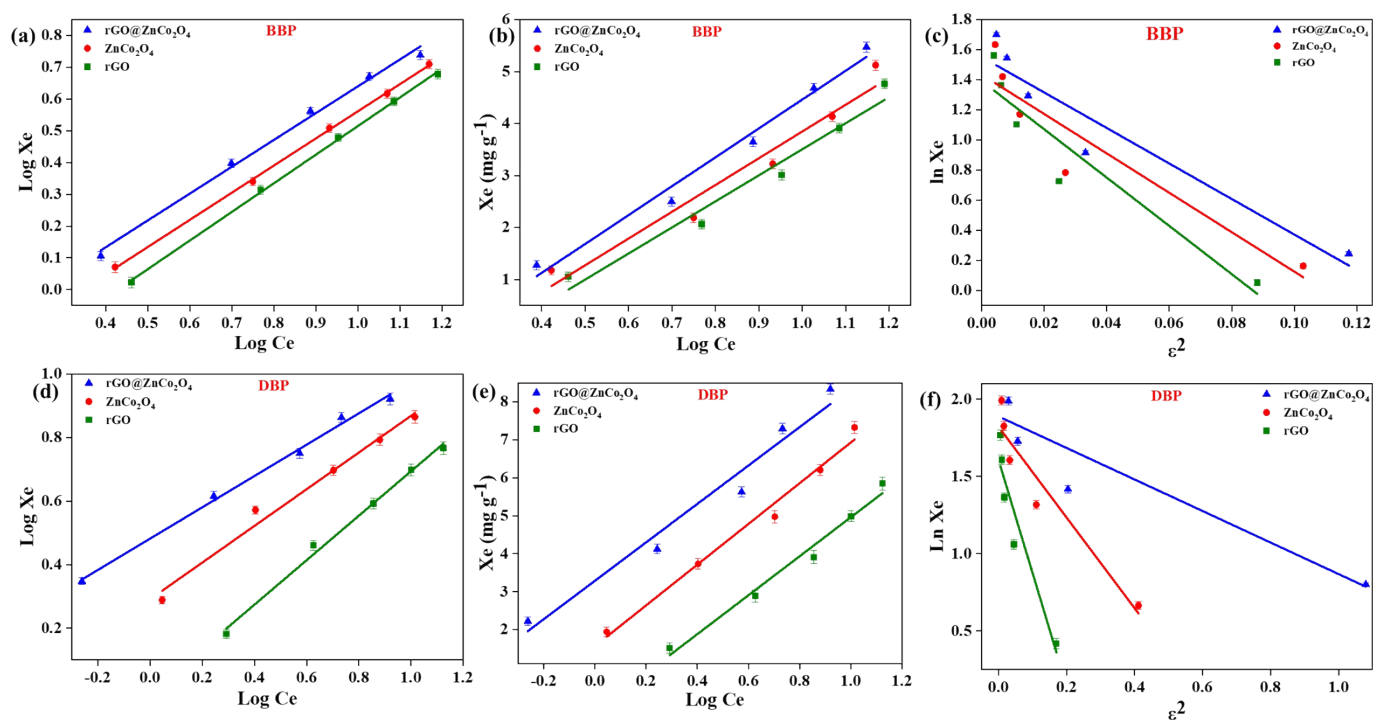 (a)
BBP
rGO@ZnCo₂O₄
ZnCo₂O₄
rGO
Log Xe
0.8
0.7
0.6
0.5
0.4
0.3
0.2
0.1
0.0
0.4 0.5 0.6 0.7 0.8 0.9 1.0 1.1 1.2
Log Ce
(b)
BBP
rGO@ZnCo₂O₄
ZnCo₂O₄
rGO
Xe (mg g⁻¹)
6
5
4
3
2
1
0.4 0.5 0.6 0.7 0.8 0.9 1.0 1.1 1.2
Log Ce
(c)
BBP
rGO@ZnCo₂O₄
ZnCo₂O₄
rGO
ln Xe
1.8
1.6
1.4
1.2
1.0
0.8
0.6
0.4
0.2
0.0
0.00 0.02 0.04 0.06 0.08 0.10 0.12
ε²
(d)
DBP
rGO@ZnCo₂O₄
ZnCo₂O₄
rGO
Log Xe
1.0
0.8
0.6
0.4
0.2
-0.2 0.0 0.2 0.4 0.6 0.8 1.0 1.2
Log Ce
(e)
DBP
rGO@ZnCo₂O₄
ZnCo₂O₄
rGO
Xe (mg g⁻¹)
8
7
6
5
4
3
2
-0.2 0.0 0.2 0.4 0.6 0.8 1.0 1.2
Log Ce
(f)
DBP
rGO@ZnCo₂O₄
ZnCo₂O₄
rGO
Ln Xe
2.0
1.5
1.0
0.5
0.0 0.2 0.4 0.6 0.8 1.0
ε²